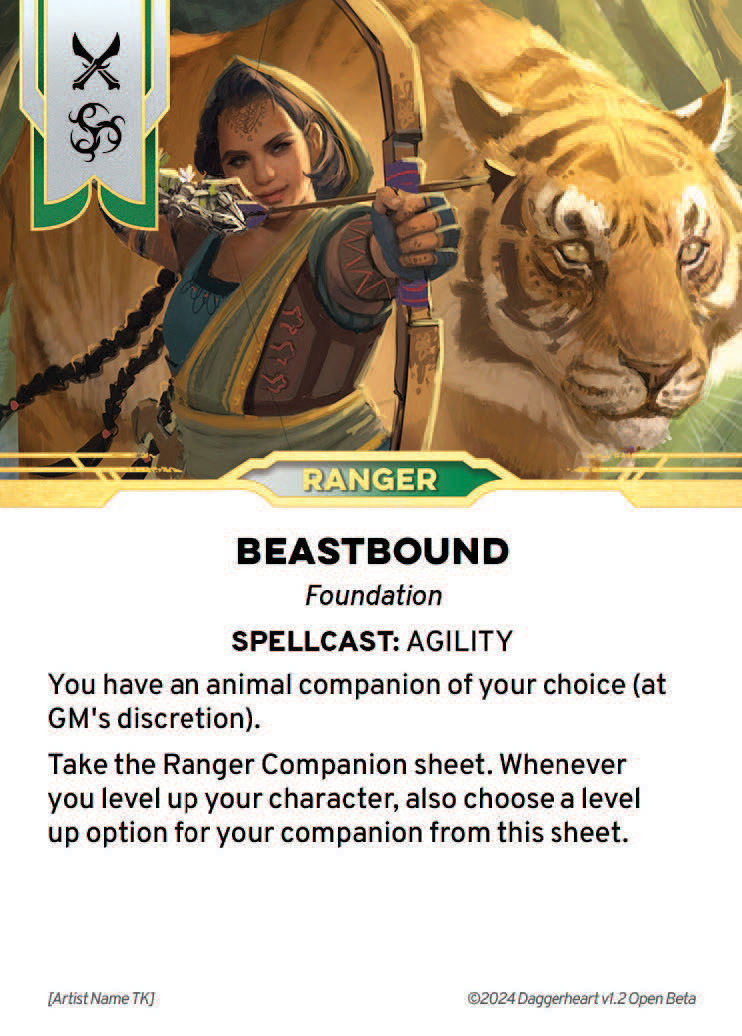 RANGER
BEASTBOUND
Foundation
SPELLCAST: AGILITY
You have an animal companion of your choice (at
GM's discretion).
Take the Ranger Companion sheet. Whenever
you level up your character, also choose a level
up option for your companion from this sheet.
[Artist Name TK]
©2024 Daggerheart v1.2 Open Beta